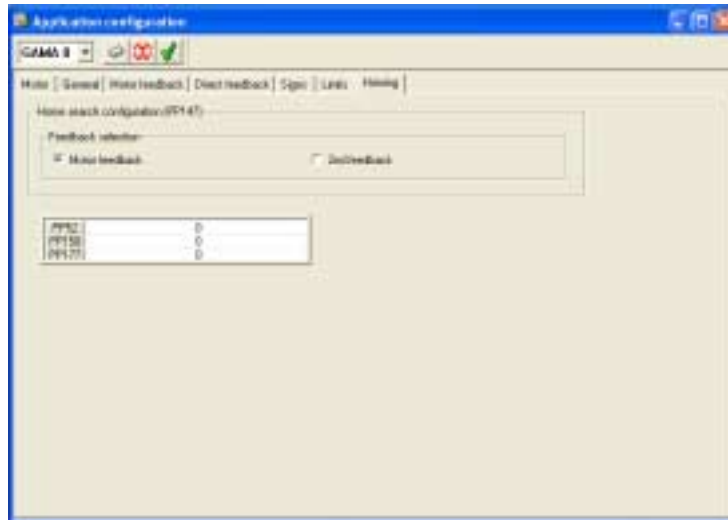 Application configuration
GAMA 0
Motor General Motor feedback Direct feedback Signs Limits Homing
Home search configuration (PP147)
Feedback selection
Motor feedback 2nd feedback
PP52 0
PP150 0
PP177 0